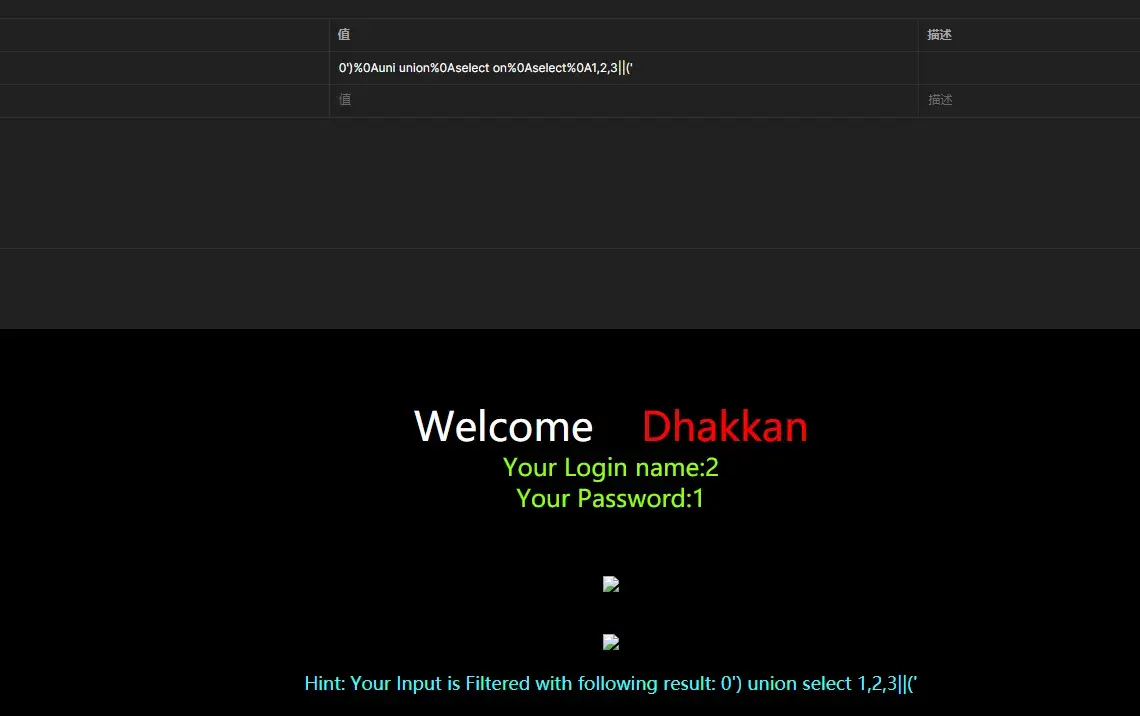 值 描述
0')%0Auni union%0Aselect on%0Aselect%0A1,2,3||('
值 描述
Welcome Dhakkan
Your Login name:2
Your Password:1
Hint: Your Input is Filtered with following result: 0') union select 1,2,3||('